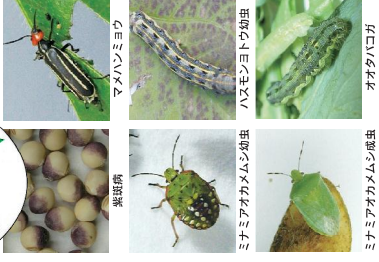 マメハンミョウ
ハスモンヨトウ幼虫
オオタバコガ
紫斑病
ミナミアオカメムシ幼虫
ミナミアオカメムシ成虫